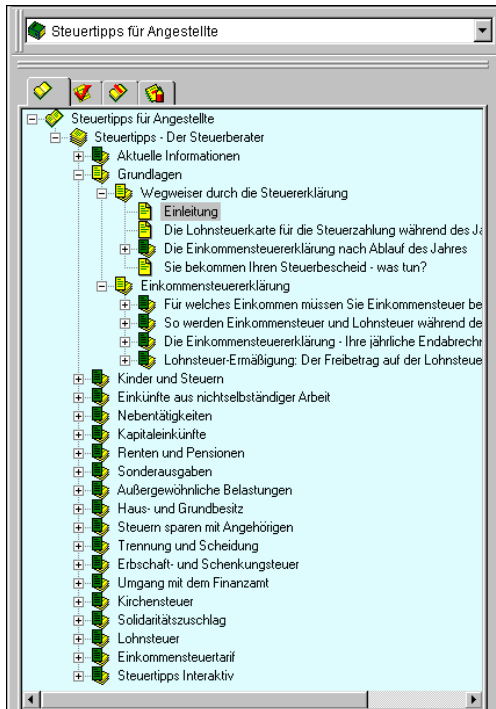 Steuertipps für Angestellte
Steuertipps für Angestellte
Steuertipps - Der Steuerberater
Aktuelle Informationen
Grundlagen
Wegweiser durch die Steuererklärung
Einleitung
Die Lohnsteuerkarte für die Steuerzahlung während des Ja
Die Einkommensteuererklärung nach Ablauf des Jahres
Sie bekommen Ihren Steuerbescheid - was tun?
Einkommensteuererklärung
Für welches Einkommen müssen Sie Einkommensteuer be
So werden Einkommensteuer und Lohnsteuer während de
Die Einkommensteuererklärung - Ihre jährliche Endabrechn
Lohnsteuer-Ermäßigung: Der Freibetrag auf der Lohnsteue
Kinder und Steuern
Einkünfte aus nichtselbständiger Arbeit
Nebentätigkeiten
Kapitaleinkünfte
Renten und Pensionen
Sonderausgaben
Außergewöhnliche Belastungen
Haus- und Grundbesitz
Steuern sparen mit Angehörigen
Trennung und Scheidung
Erbschaft- und Schenkungsteuer
Umgang mit dem Finanzamt
Kirchensteuer
Solidaritätszuschlag
Lohnsteuer
Einkommensteuertarif
Steuertipps Interaktiv